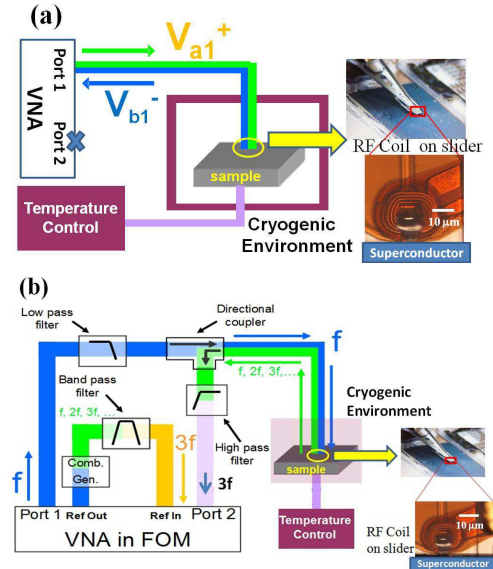 (a)
Port 1
VNA
Port 2
Va1+
Vb1-
sample
Temperature
Control
Cryogenic
Environment
RF Coil on slider
10 μm
Superconductor
(b)
Low pass
filter
Directional
coupler
Band pass
filter
f, 2f, 3f, ...
f
f, 2f, 3f,...
f
3f
3f
High pass
filter
Comb.
Gen.
Port 1
Ref Out
Ref In
Port 2
VNA in FOM
Cryogenic
Environment
sample
Temperature
Control
RF Coil
on slider
10 μm
Superconductor